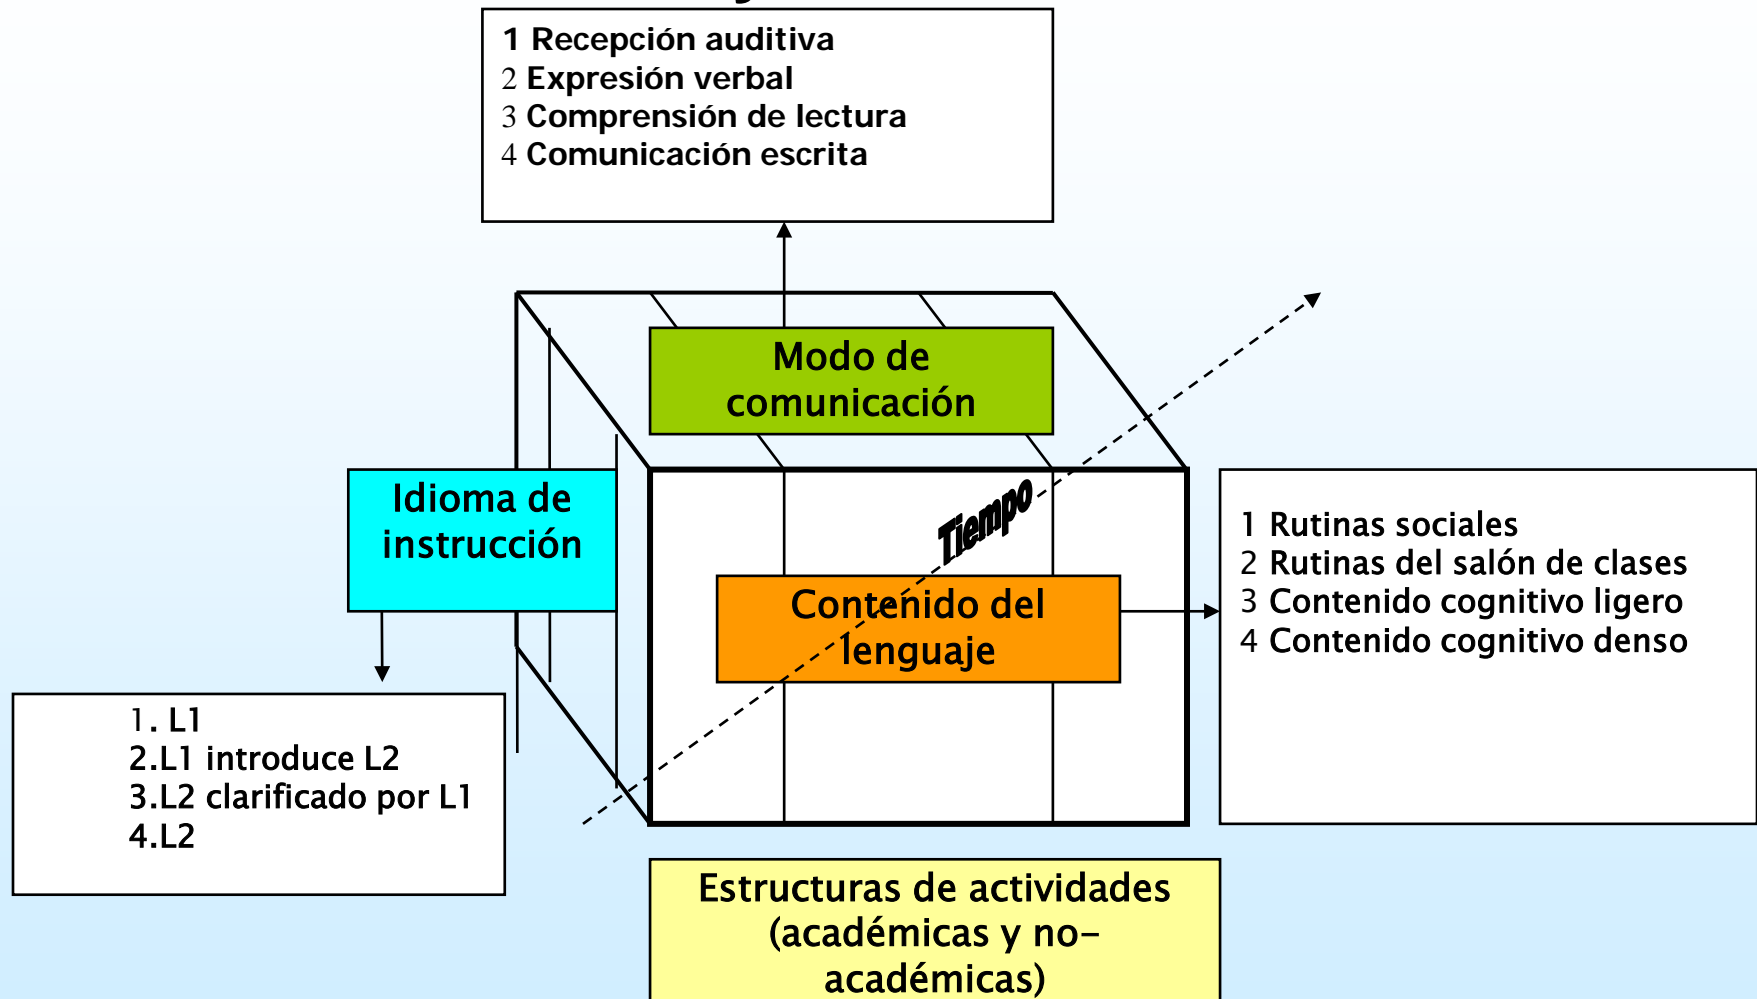 1 Recepción auditiva
2 Expresión verbal
3 Comprensión de lectura
4 Comunicación escrita
Modo de
comunicación
Idioma de
instrucción
Tiempo
Contenido del
lenguaje
1 Rutinas sociales
2 Rutinas del salón de clases
3 Contenido cognitivo ligero
4 Contenido cognitivo denso
1. L1
2.L1 introduce L2
3.L2 clarificado por L1
4.L2
Estructuras de actividades
(académicas y no-
académicas)